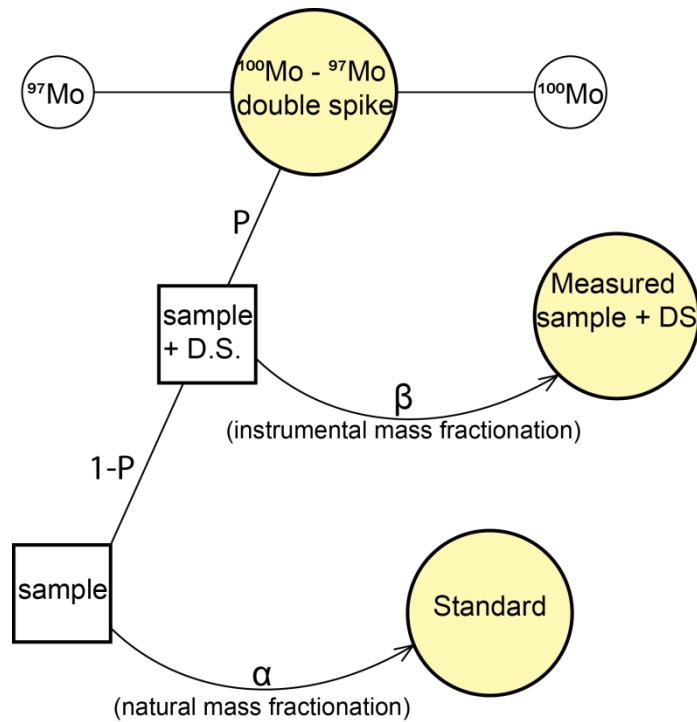 ⁹⁷Mo
¹⁰⁰Mo - ⁹⁷Mo
double spike
¹⁰⁰Mo
P
sample
+ D.S.
Measured
sample + DS
β
(instrumental mass fractionation)
1-P
sample
Standard
α
(natural mass fractionation)